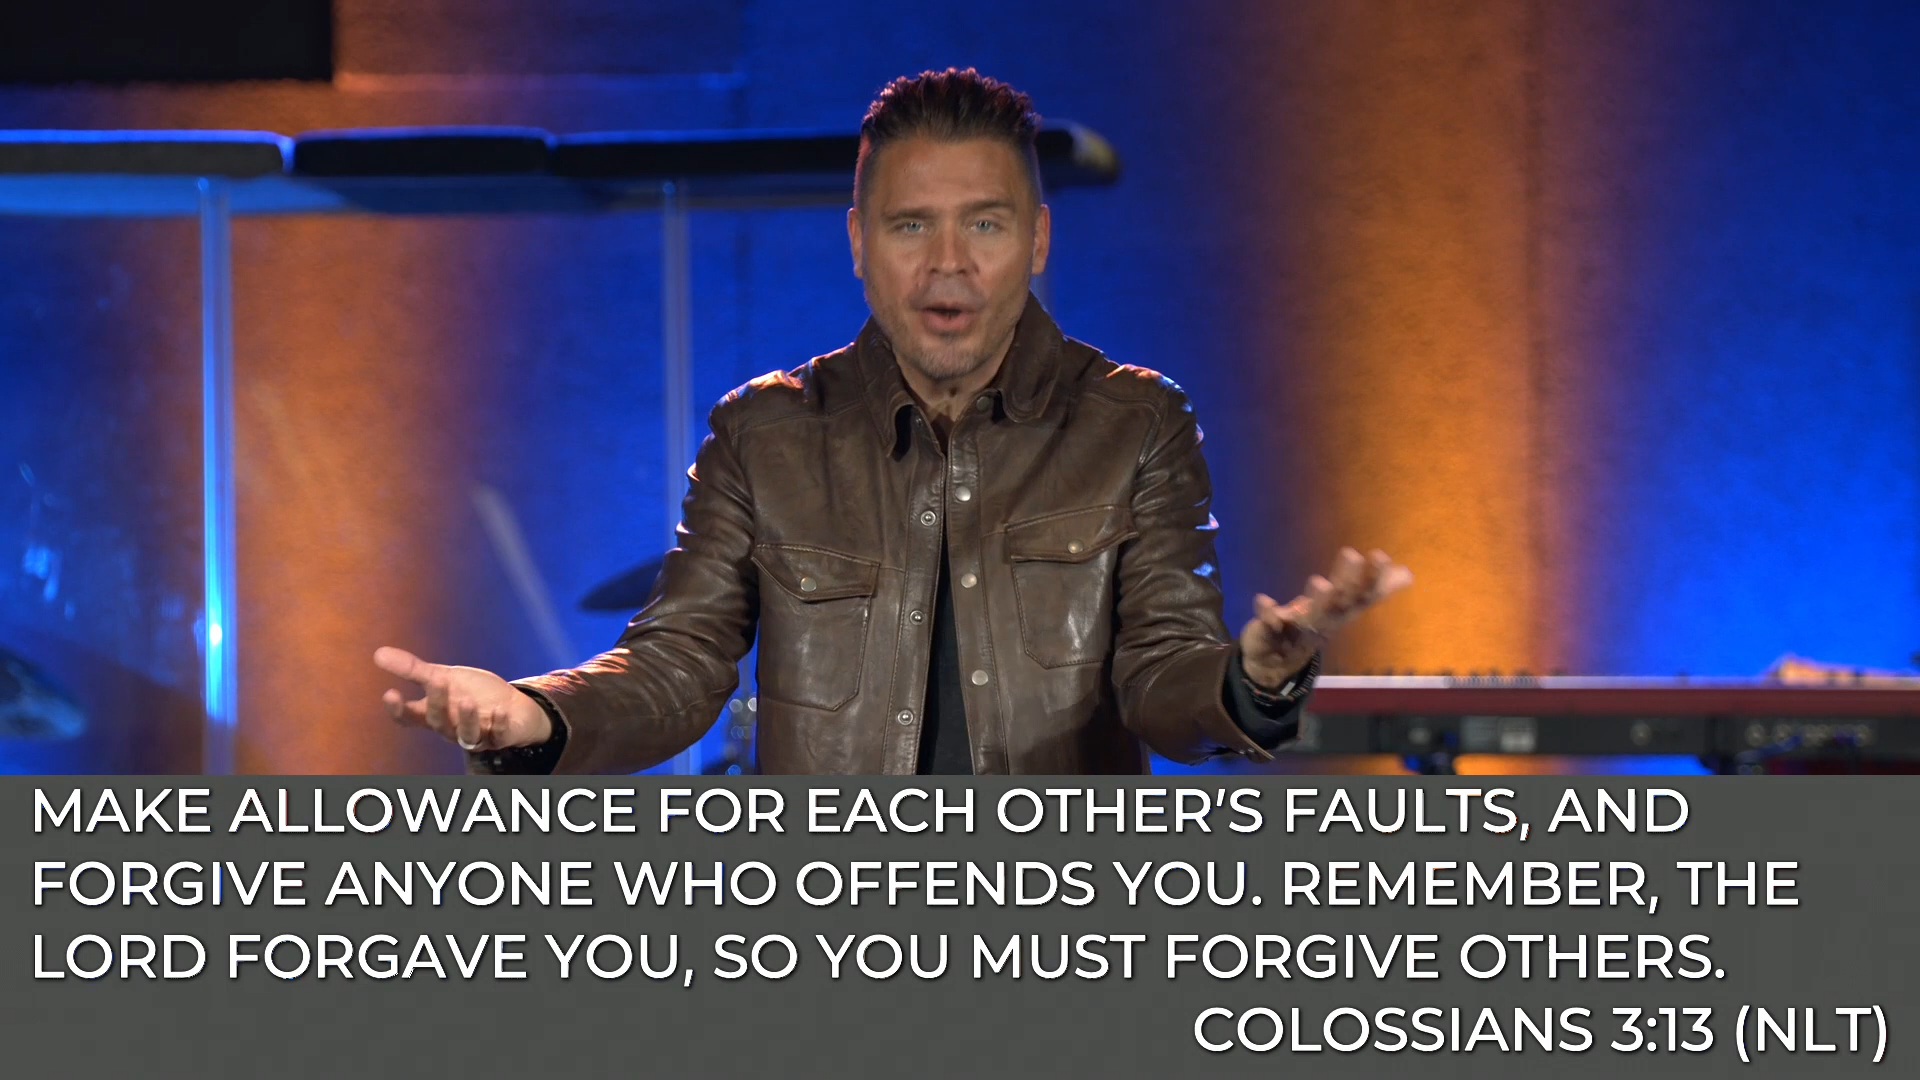 MAKE ALLOWANCE FOR EACH OTHER'S FAULTS, AND
FORGIVE ANYONE WHO OFFENDS YOU. REMEMBER, THE
LORD FORGAVE YOU, SO YOU MUST FORGIVE OTHERS.
COLOSSIANS 3:13 (NLT)